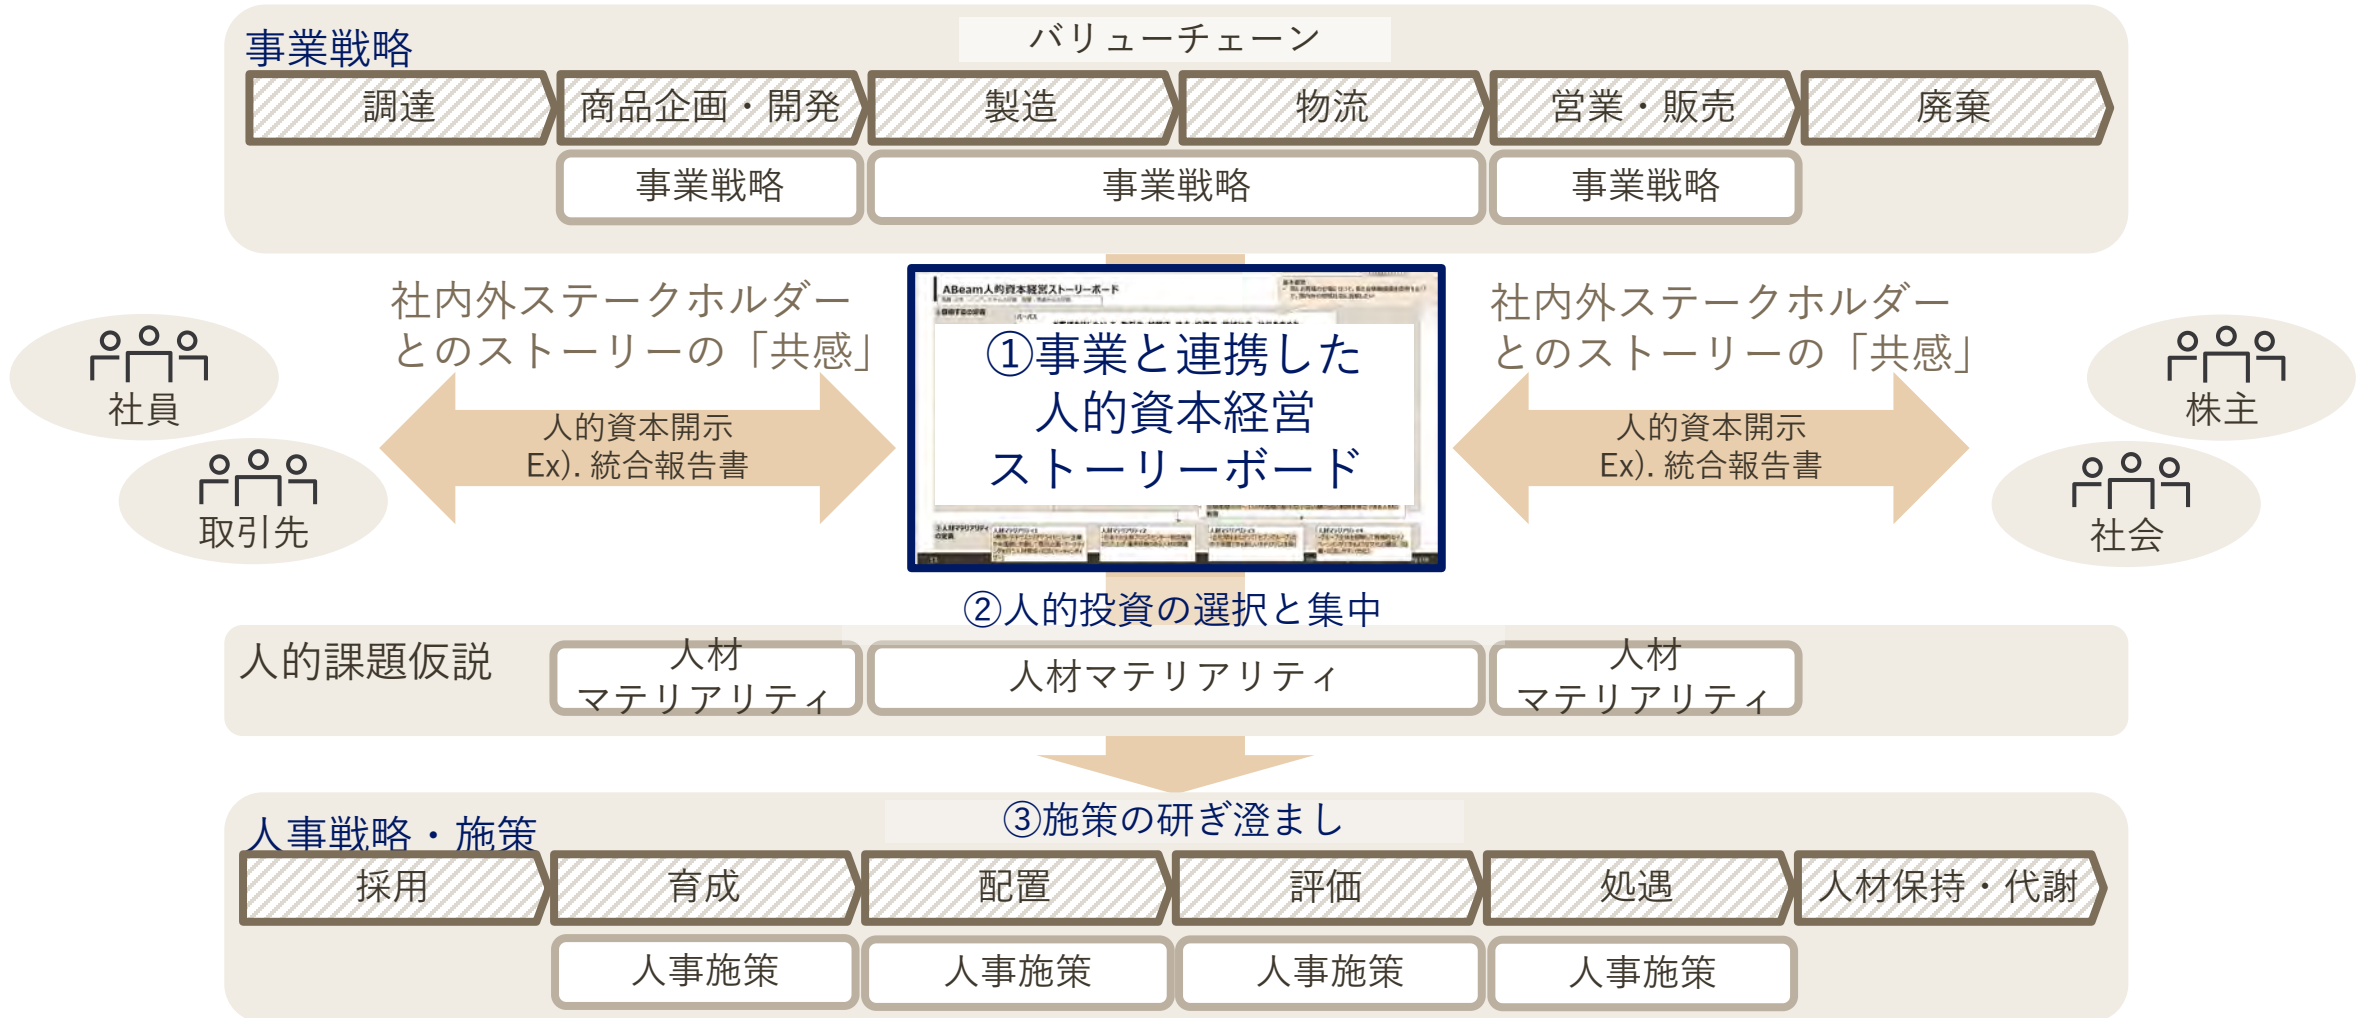 事業戦略
バリューチェーン
調達
商品企画・開発
製造
物流
営業・販売
廃棄
事業戦略
事業戦略
事業戦略
社内外ステークホルダー
とのストーリーの「共感」
社員
取引先
人的資本開示
Ex). 統合報告書
ABeam人的資本経営ストーリーボード
①事業と連携した
人的資本経営
ストーリーボード
社内外ステークホルダー
とのストーリーの「共感」
人的資本開示
Ex). 統合報告書
株主
社会
②人的投資の選択と集中
人的課題仮説
人材
マテリアリティ
人材マテリアリティ
人材
マテリアリティ
人事戦略・施策
③施策の研ぎ澄まし
採用
育成
配置
評価
処遇
人材保持・代謝
人事施策
人事施策
人事施策
人事施策